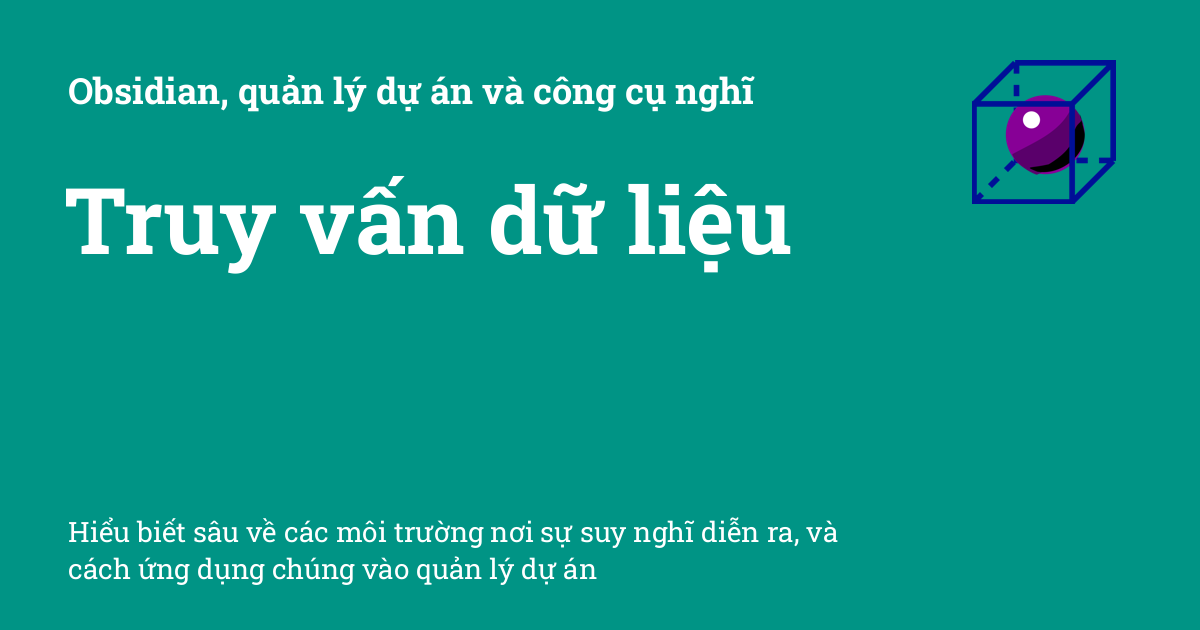 Obsidian, quản lý dự án và công cụ nghĩ
Truy vấn dữ liệu
Hiểu biết sâu về các môi trường nơi sự suy nghĩ diễn ra, và
cách ứng dụng chúng vào quản lý dự án